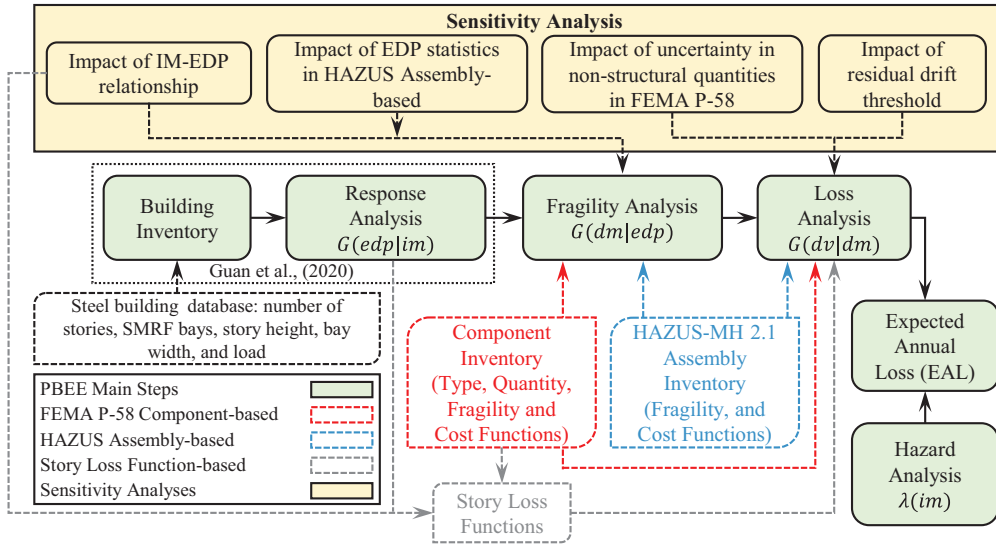 Sensitivity Analysis
Impact of IM-EDP
relationship
Impact of EDP statistics
in HAZUS Assembly-
based
Impact of uncertainty in
non-structural quantities
in FEMA P-58
Impact of
residual drift
threshold
Building
Inventory
Response
Analysis
G(edp|im)
Fragility Analysis
G(dm|edp)
Loss
Analysis
G(dv|dm)
Guan et al., (2020)
Steel building database: number of
stories, SMRF bays, story height, bay
width, and load
Component
Inventory
(Type, Quantity,
Fragility and
Cost Functions)
HAZUS-MH 2.1
Assembly
Inventory
(Fragility, and
Cost Functions)
Expected
Annual
Loss (EAL)
PBEE Main Steps
FEMA P-58 Component-based
HAZUS Assembly-based
Story Loss Function-based
Sensitivity Analyses
Story Loss
Functions
Hazard
Analysis
λ(im)